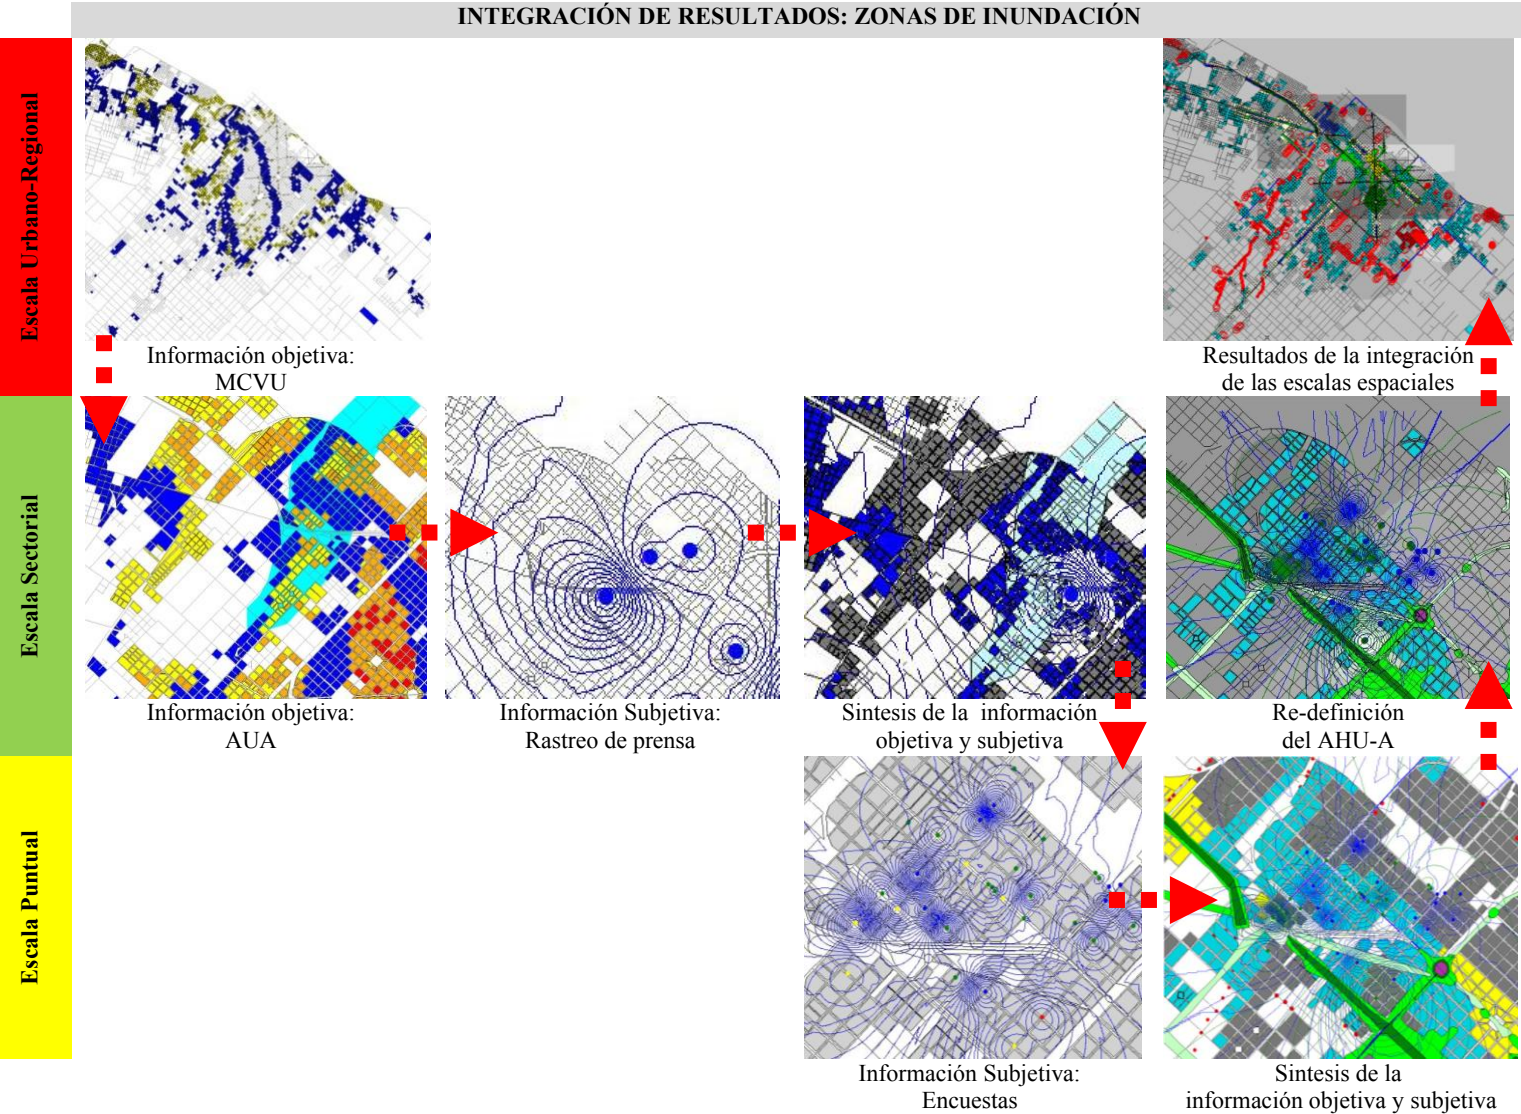 INTEGRACIÓN DE RESULTADOS: ZONAS DE INUNDACIÓN
Escala Urbano-Regional
Información objetiva:
MCVU
Resultados de la integración
de las escalas espaciales
Escala Sectorial
Información objetiva:
AUA
Información Subjetiva:
Rastreo de prensa
Sintesis de la información
objetiva y subjetiva
Re-definición
del AHU-A
Escala Puntual
Información Subjetiva:
Encuestas
Sintesis de la
información objetiva y subjetiva